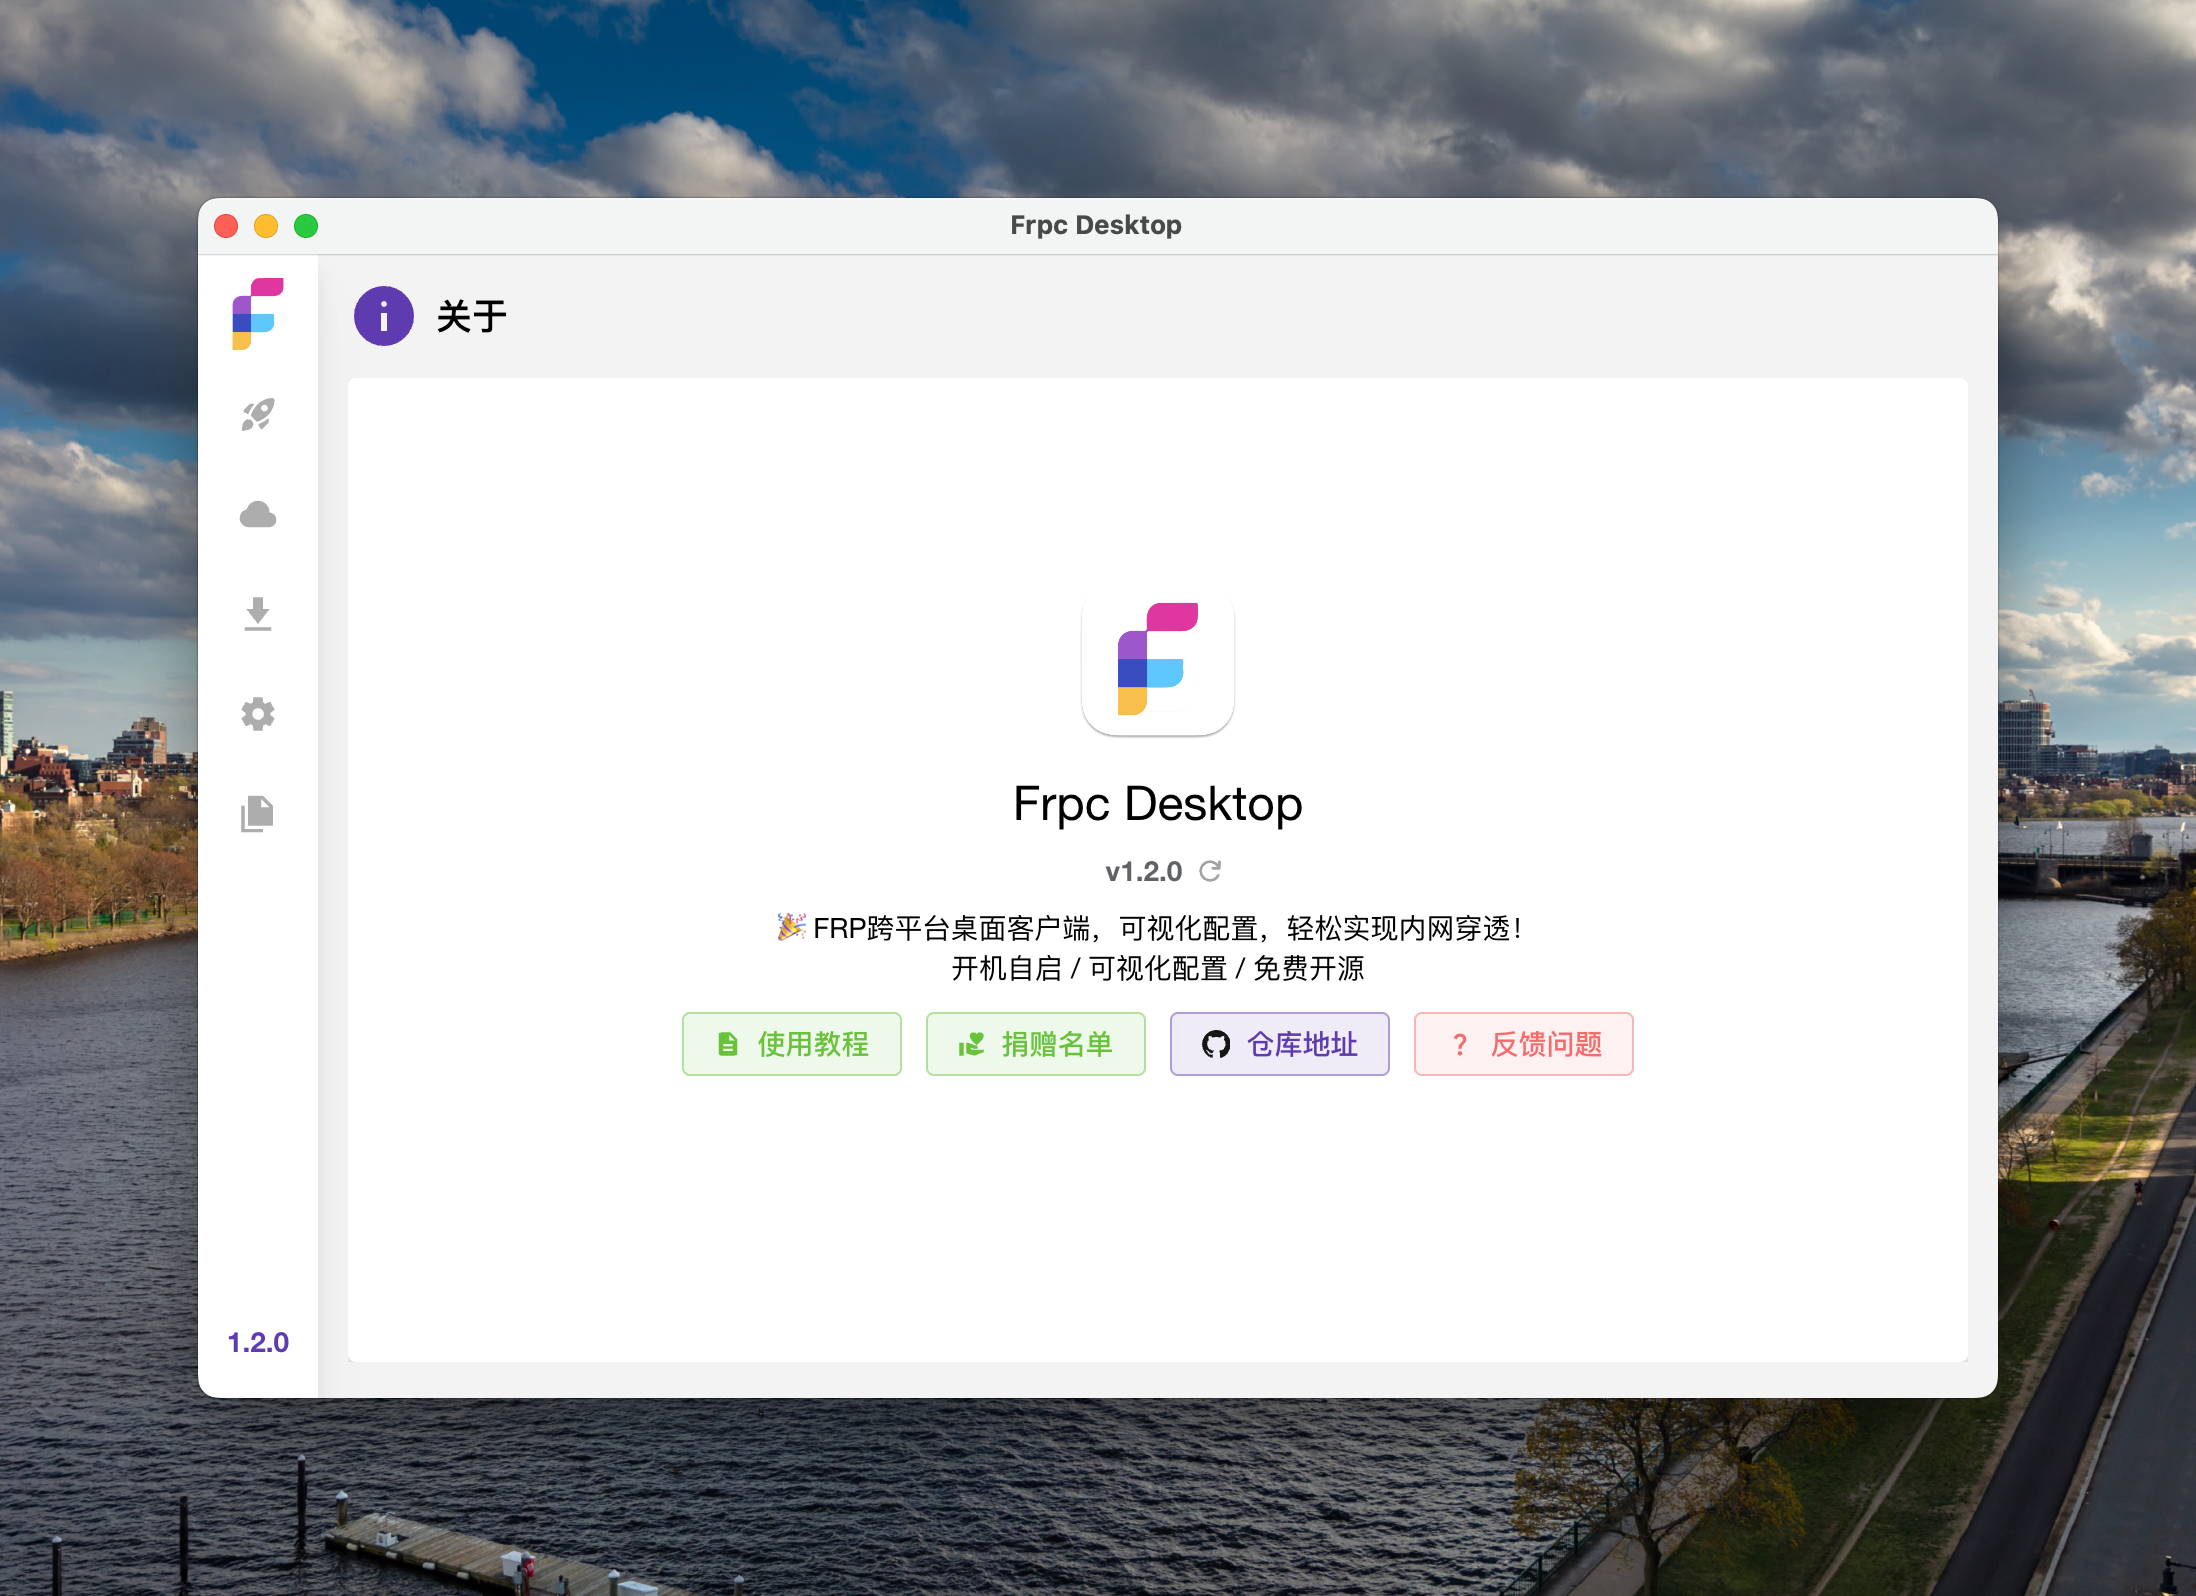 Frpc Desktop
关于
Frpc Desktop
v1.2.0
🎉 FRP跨平台桌面客户端，可视化配置，轻松实现内网穿透！
开机自启 / 可视化配置 / 免费开源
使用教程
捐赠名单
仓库地址
? 反馈问题
1.2.0